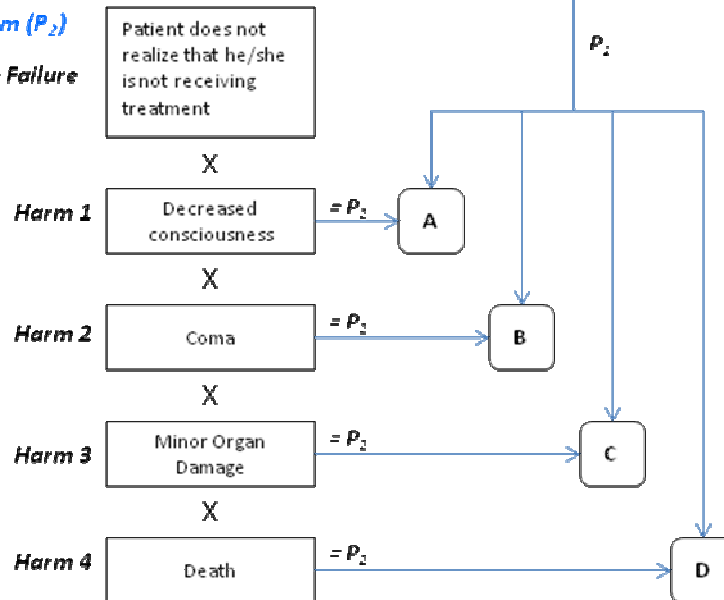 m (P₂)
Failure
Patient does not
realize that he/she
isnot receiving
treatment
P₂
X
Harm 1
Decreased
consciousness
= P₂
A
X
Harm 2
Coma
= P₂
B
X
Harm 3
Minor Organ
Damage
= P₂
C
X
Harm 4
Death
= P₂
D